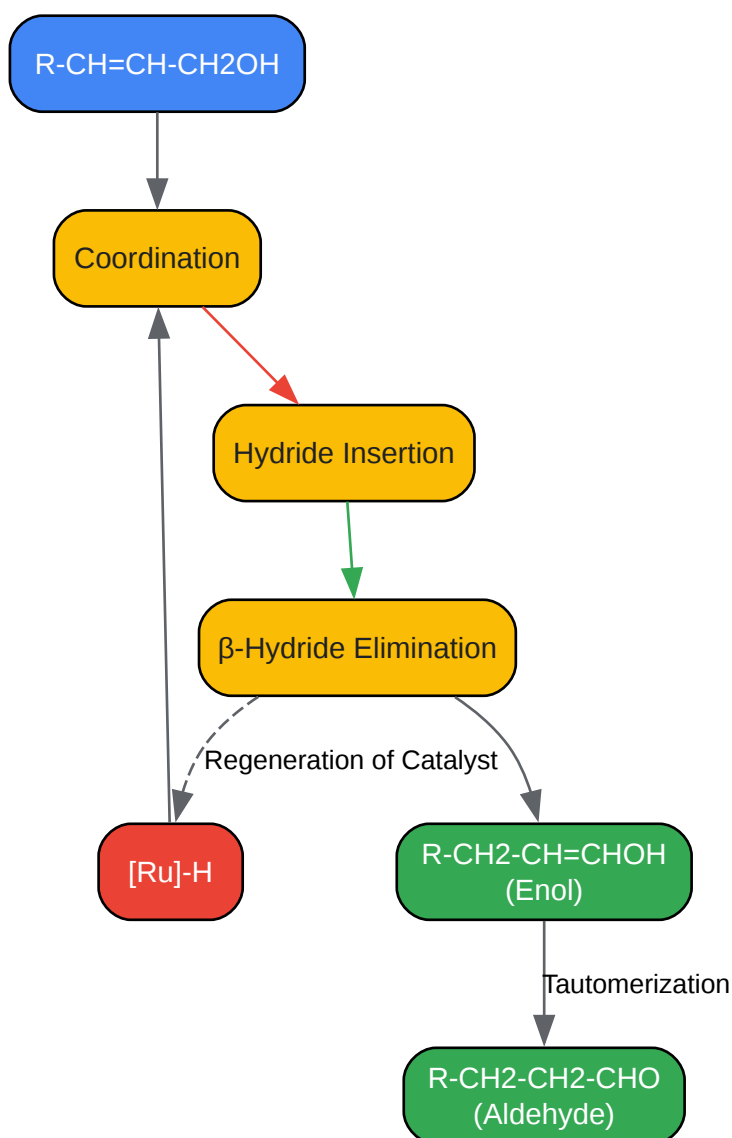 R-CH=CH-CH2OH
Coordination
Hydride Insertion
β-Hydride Elimination
Regeneration of Catalyst
[Ru]-H
R-CH2-CH=CHOH
(Enol)
Tautomerization
R-CH2-CH2-CHO
(Aldehyde)